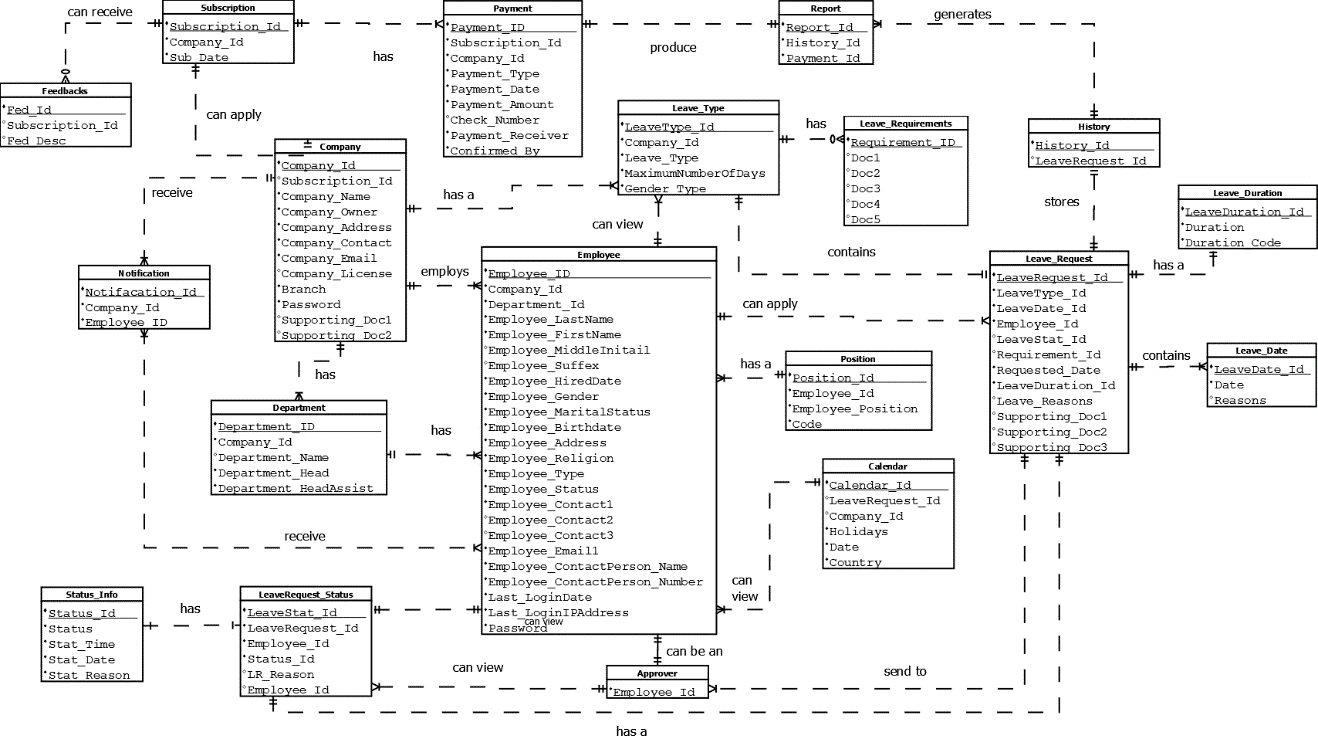 can receive
Subscription
Subscription_Id
Company_Id
Sub_Date
has
Payment
Payment_ID
Subscription_Id
Company_Id
Payment_Type
Payment_Date
Payment_Amount
Check_Number
Payment_Receiver
Confirmed_By
produce
Report
Report_Id
History_Id
Payment_Id
generates
Feedbacks
Fed_Id
Subscription_Id
Fed_Desc
can apply
Leave_Type
LeaveType_Id
Company_Id
Leave_Type
MaximumNumberOfDays
Gender_Type
has
Leave_Requirements
Requirement_ID
Doc1
Doc2
Doc3
Doc4
Doc5
History
History_Id
LeaveRequest_Id
Company
Company_Id
Subscription_Id
Company_Name
Company_Owner
Company_Address
Company_Contact
Company_Email
Company_License
Branch
Password
Supporting_Doc1
Supporting_Doc2
receive
has a
can view
contains
stores
Leave_Duration
LeaveDuration_Id
Duration
Duration_Code
has a
Notification
Notifacation_Id
Company_Id
Employee_ID
employs
Employee
Employee_ID
Company_Id
Department_Id
Employee_LastName
Employee_FirstName
Employee_MiddleInitail
Employee_Suffex
Employee_HiredDate
Employee_Gender
Employee_MaritalStatus
Employee_Birthdate
Employee_Address
Employee_Religion
Employee_Type
Employee_Status
Employee_Contact1
Employee_Contact2
Employee_Contact3
Employee_Email1
Employee_ContactPerson_Name
Employee_ContactPerson_Number
Last_LoginDate
Last_LoginIPAddress
Password
can view
can apply
Leave_Request
LeaveRequest_Id
LeaveType_Id
LeaveDate_Id
Employee_Id
LeaveStat_Id
Requirement_Id
Requested_Date
LeaveDuration_Id
Leave_Reasons
Supporting_Doc1
Supporting_Doc2
Supporting_Doc3
contains
Leave_Date
LeaveDate_Id
Date
Reasons
has a
Position
Position_Id
Employee_Id
Employee_Position
Code
has
Department
Department_ID
Company_Id
Department_Name
Department_Head
Department_HeadAssist
has
Calendar
Calendar_Id
LeaveRequest_Id
Company_Id
Holidays
Date
Country
can
view
receive
Status_Info
Status_Id
Status
Stat_Time
Stat_Date
Stat_Reason
has
LeaveRequest_Status
LeaveStat_Id
LeaveRequest_Id
Employee_Id
Status_Id
LR_Reason
Employee_Id
can view
can be an
Approver
Employee_Id
send to
has a